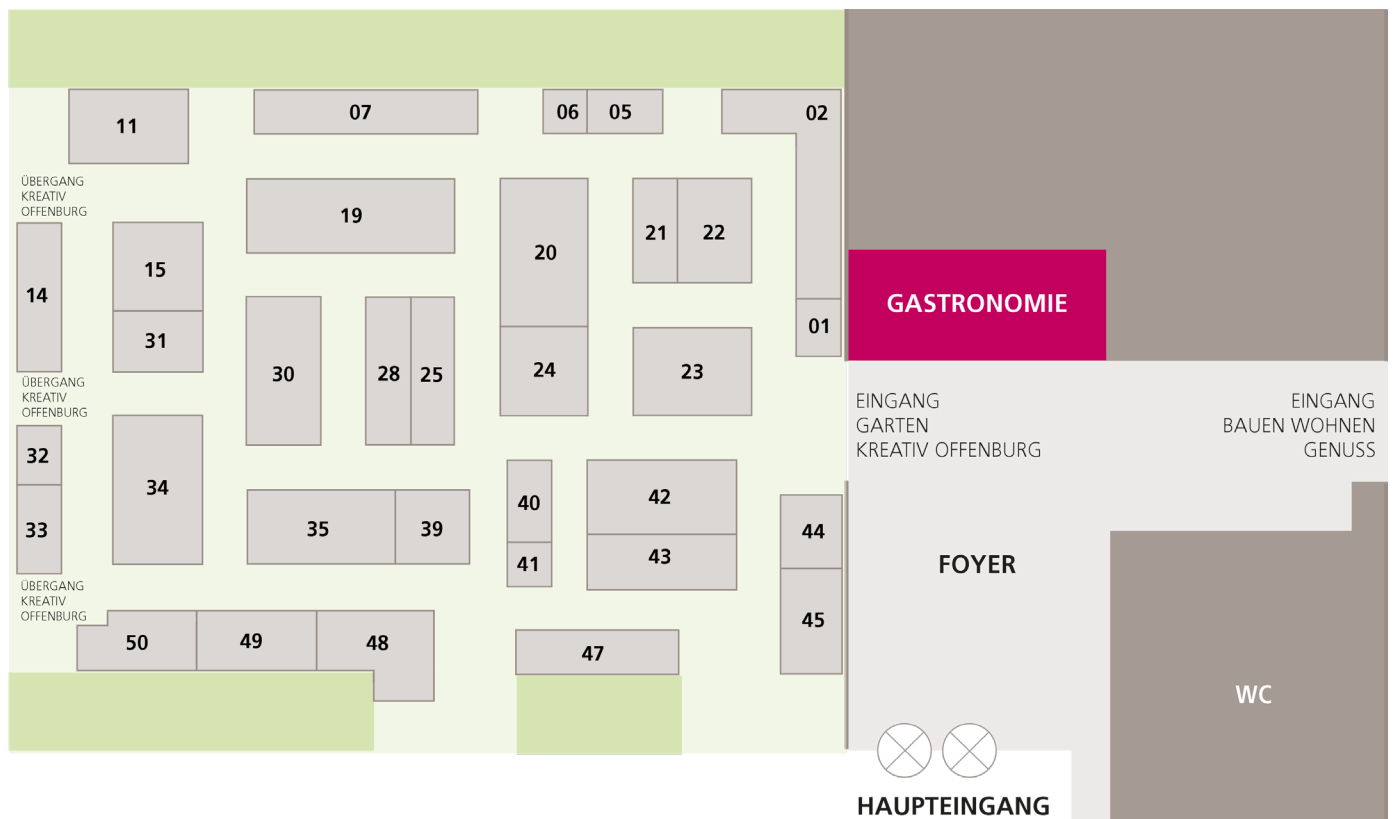 11
07
06
05
02
ÜBERGANG
KREATIV
OFFENBURG
19
20
21
22
15
14
31
01
GASTRONOMIE
30
28
25
24
23
ÜBERGANG
KREATIV
OFFENBURG
EINGANG
GARTEN
KREATIV OFFENBURG
EINGANG
BAUEN WOHNEN
GENUSS
32
33
34
35
39
40
41
42
43
44
45
FOYER
ÜBERGANG
KREATIV
OFFENBURG
50
49
48
47
WC
HAUPTEINGANG